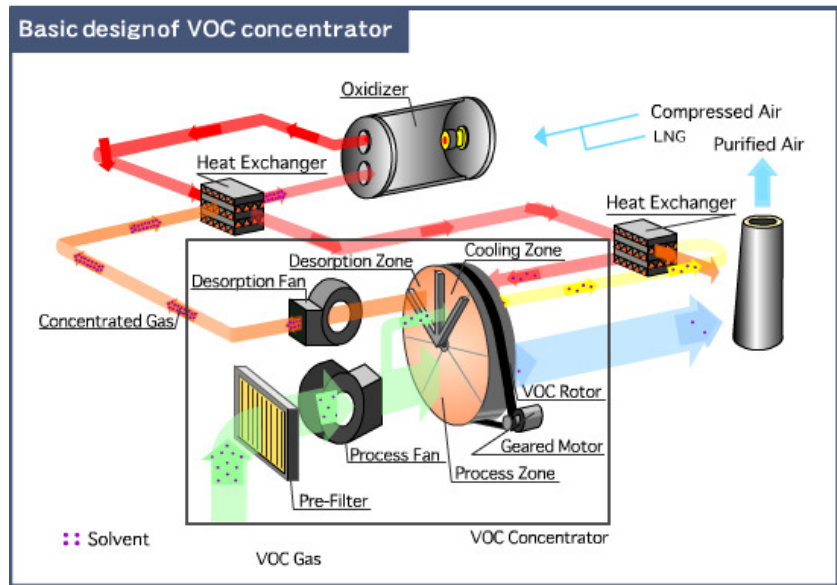 Basic design of VOC concentrator
Oxidizer
Compressed Air
LNG
Purified Air
Heat Exchanger
Heat Exchanger
Desorption Zone
Cooling Zone
Desorption Fan
Concentrated Gas
VOC Rotor
Geared Motor
Process Fan
Process Zone
Pre-Filter
Solvent
VOC Gas
VOC Concentrator